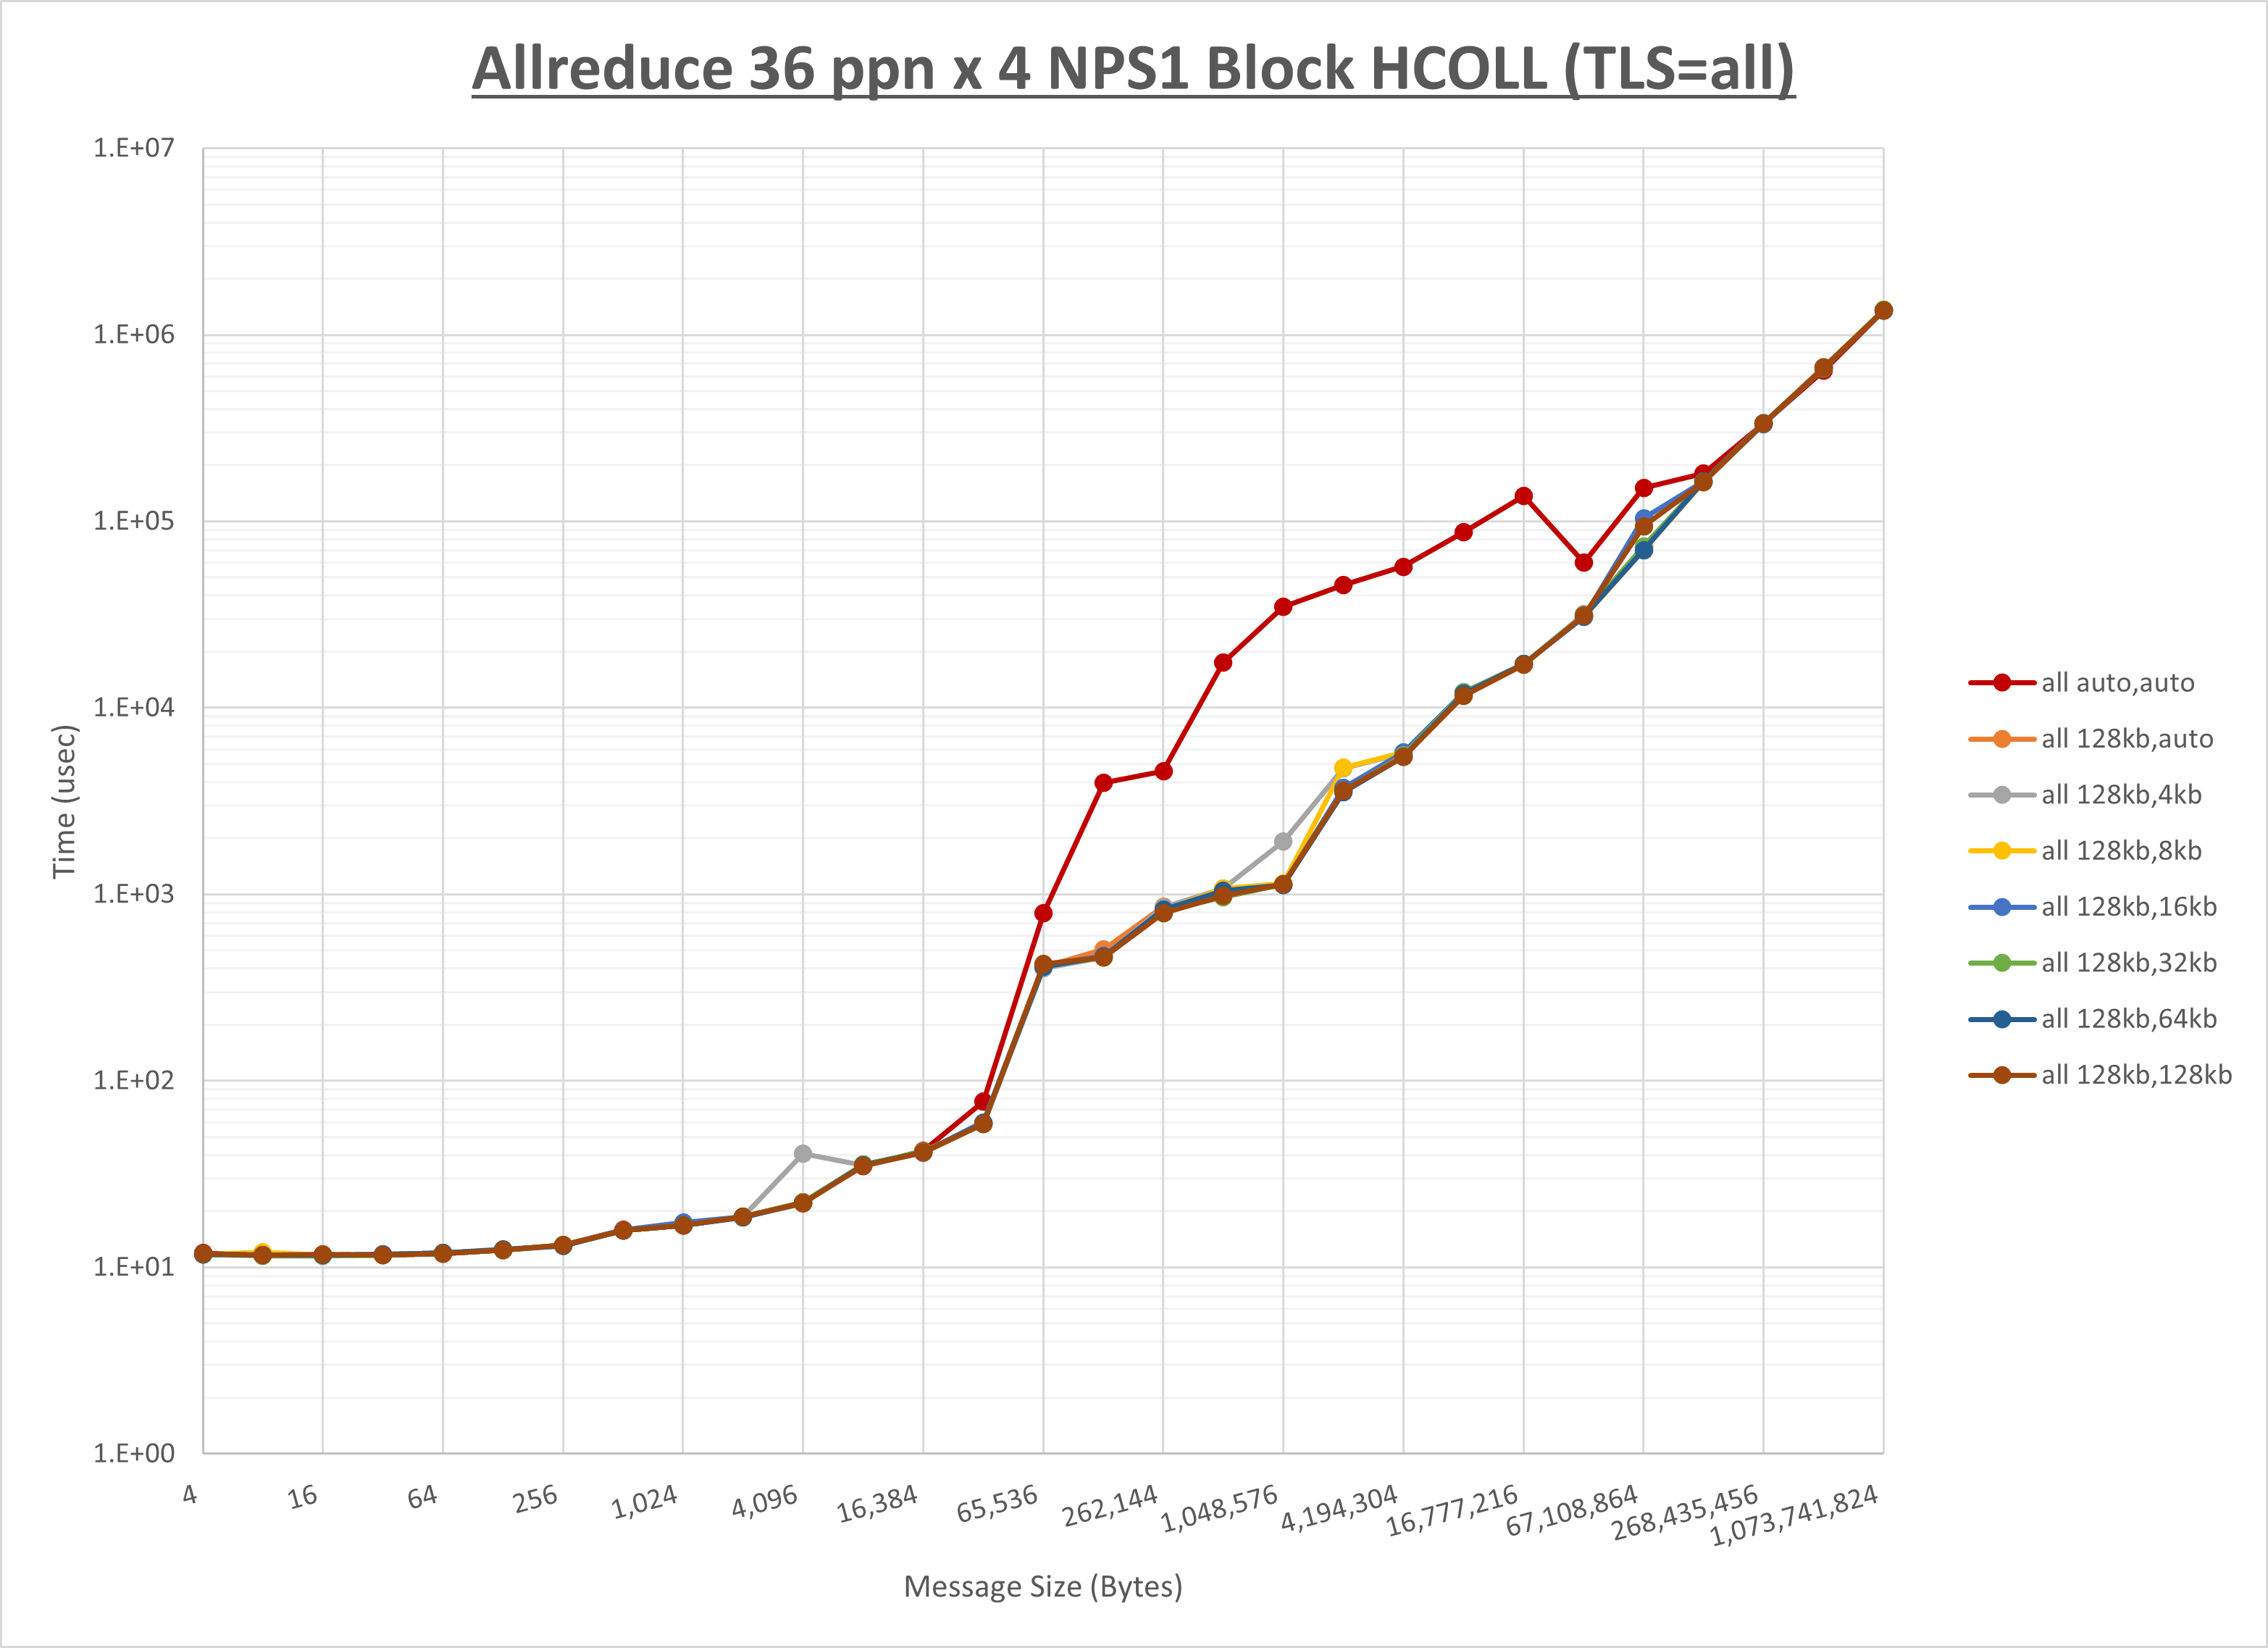 Allreduce 36 ppn x 4 NPS1 Block HCOLL (TLS=all)
1.E+07
1.E+06
1.E+05
1.E+04
1.E+03
1.E+02
1.E+01
1.E+00
Time (usec)
4
16
64
256
1,024
4,096
16,384
65,536
262,144
1,048,576
4,194,304
16,777,216
67,108,864
268,435,456
1,073,741,824
Message Size (Bytes)
all auto,auto
all 128kb,auto
all 128kb,4kb
all 128kb,8kb
all 128kb,16kb
all 128kb,32kb
all 128kb,64kb
all 128kb,128kb